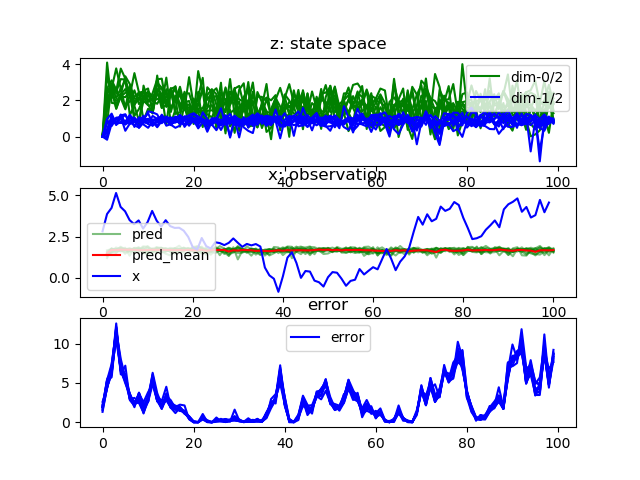 z: state space
4
2
0
dim-0/2
dim-1/2
0 20 40 60 80 100
x: observation
5.0
2.5
0.0
pred
pred_mean
x
0 20 40 60 80 100
error
10
5
0
error
0 20 40 60 80 100